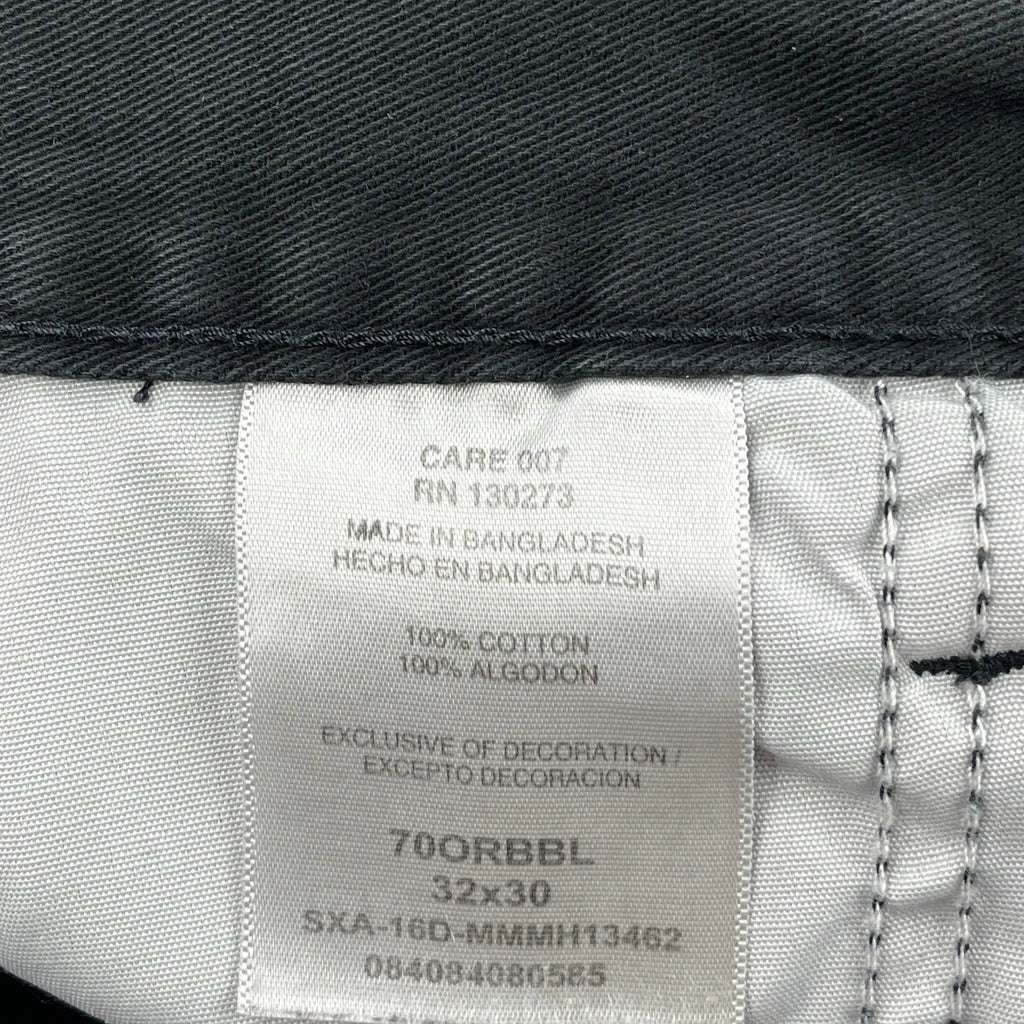 CARE 007
RN 130273
MADE IN BANGLADESH
HECHO EN BANGLADESH
100% COTTON
100% ALGODON
EXCLUSIVE OF DECORATION /
EXCEPTO DECORACION
70ORBBL
32x30
SXA-16D-MMMH13462
084084080585